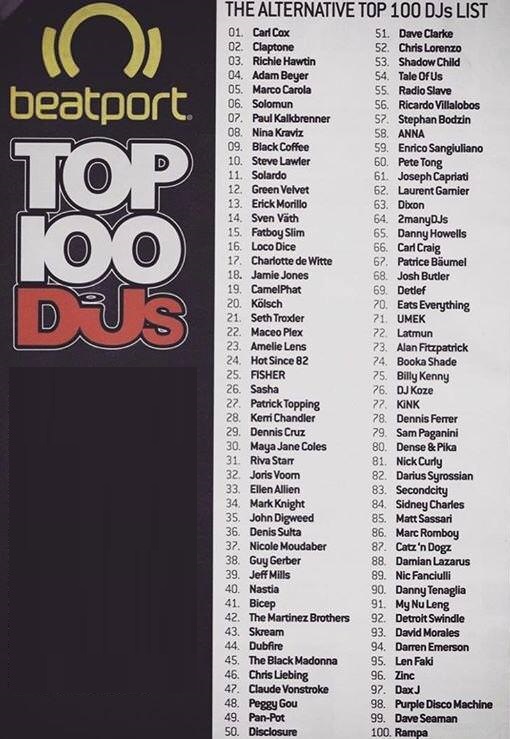 beatport®
TOP
100
DJs
THE ALTERNATIVE TOP 100 DJs LIST
01. Carl Cox
02. Claptone
03. Richie Hawtin
04. Adam Beyer
05. Marco Carola
06. Solomun
07. Paul Kalkbrenner
08. Nina Kraviz
09. Black Coffee
10. Steve Lawler
11. Solardo
12. Green Velvet
13. Erick Morillo
14. Sven Väth
15. Fatboy Slim
16. Loco Dice
17. Charlotte de Witte
18. Jamie Jones
19. CamelPhat
20. Kölsch
21. Seth Troxler
22. Maceo Plex
23. Amelie Lens
24. Hot Since 82
25. FISHER
26. Sasha
27. Patrick Topping
28. Kerri Chandler
29. Dennis Cruz
30. Maya Jane Coles
31. Riva Starr
32. Joris Voorn
33. Ellen Allien
34. Mark Knight
35. John Digweed
36. Denis Sulta
37. Nicole Moudaber
38. Guy Gerber
39. Jeff Mills
40. Nastia
41. Bicep
42. The Martinez Brothers
43. Skream
44. Dubfire
45. The Black Madonna
46. Chris Liebing
47. Claude Vonstroke
48. Peggy Gou
49. Pan-Pot
50. Disclosure
51. Dave Clarke
52. Chris Lorenzo
53. Shadow Child
54. Tale Of Us
55. Radio Slave
56. Ricardo Villalobos
57. Stephan Bodzin
58. ANNA
59. Enrico Sangiuliano
60. Pete Tong
61. Joseph Capriati
62. Laurent Garnier
63. Dixon
64. 2manyDJs
65. Danny Howells
66. Carl Craig
67. Patrice Bäumel
68. Josh Butler
69. Detlef
70. Eats Everything
71. UMEK
72. Latmun
73. Alan Fitzpatrick
74. Booka Shade
75. Billy Kenny
76. DJ Koze
77. KiNK
78. Dennis Ferrer
79. Sam Paganini
80. Dense & Pika
81. Nick Curly
82. Darius Syrossian
83. Secondcity
84. Sidney Charles
85. Matt Sassari
86. Marc Romboy
87. Catz 'n Dogz
88. Damian Lazarus
89. Nic Fanciulli
90. Danny Tenaglia
91. My Nu Leng
92. Detroit Swindle
93. David Morales
94. Darren Emerson
95. Len Faki
96. Zinc
97. Dax J
98. Purple Disco Machine
99. Dave Seaman
100. Rampa